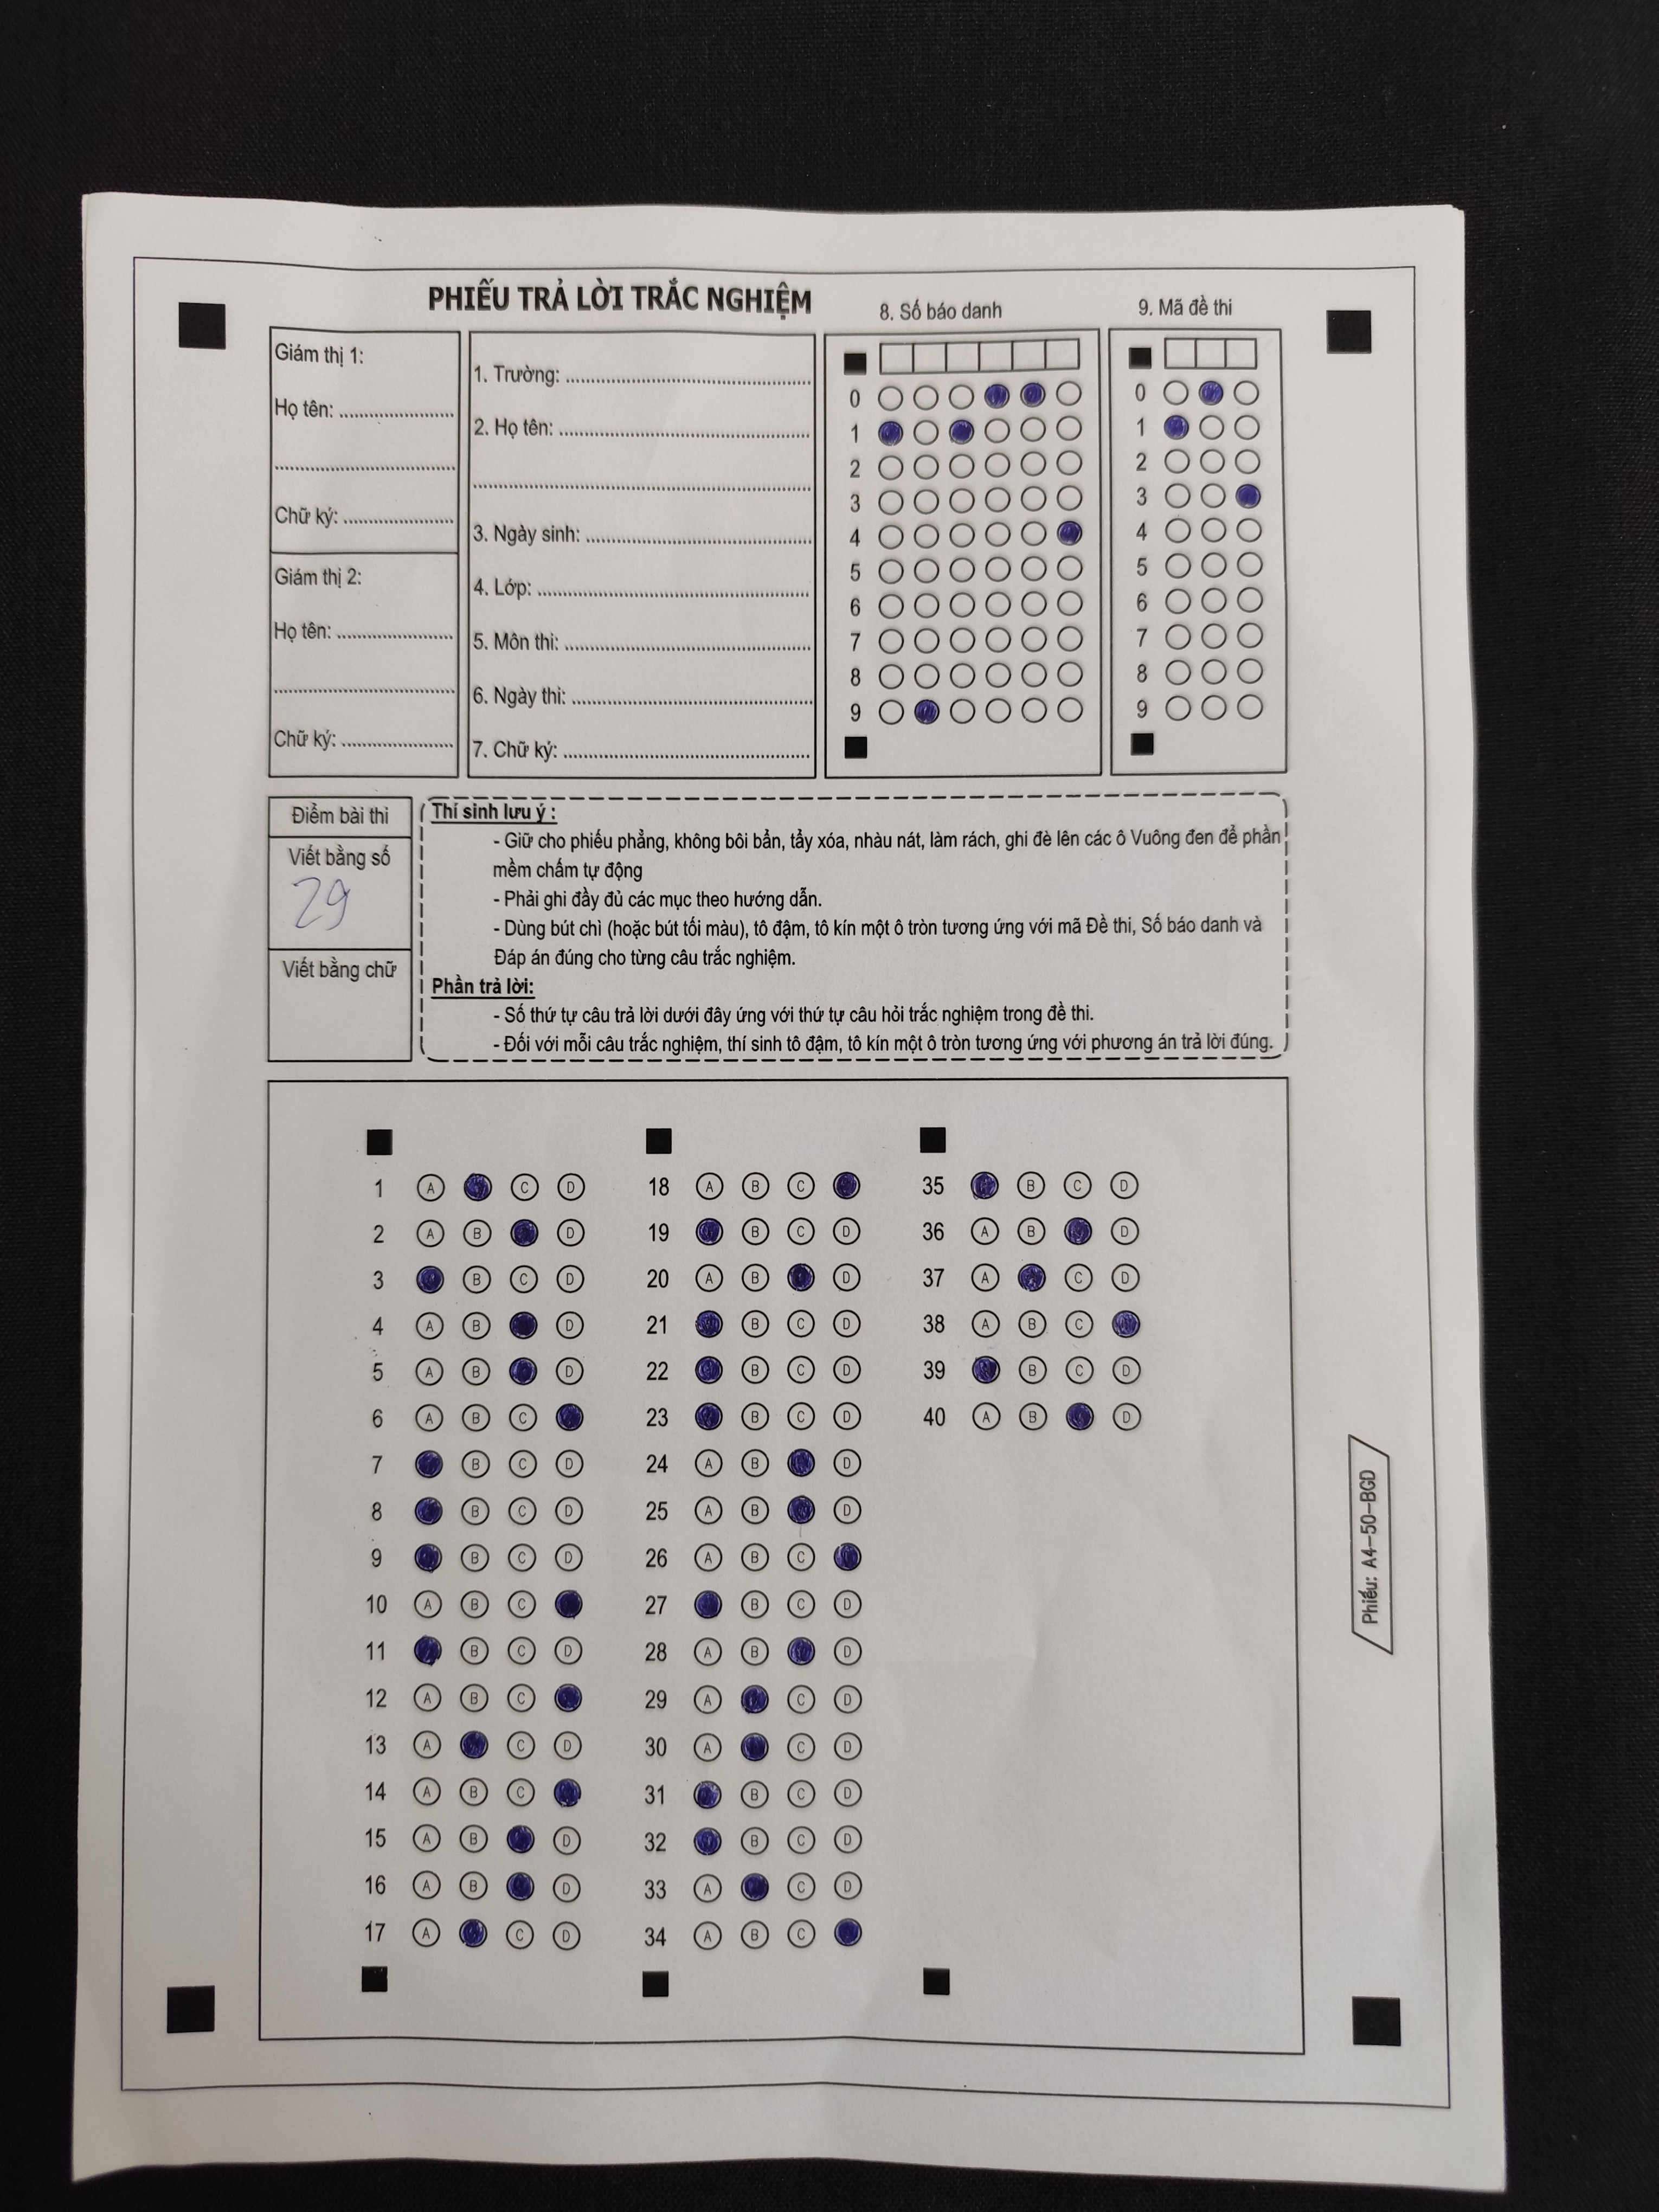 PHIẾU TRẢ LỜI TRẮC NGHIỆM
Giám thị 1:
Họ tên: ....................
....................
Chữ ký: ....................
Giám thị 2:
Họ tên: ....................
....................
Chữ ký: ....................
1. Trường: ....................
2. Họ tên: ....................
....................
3. Ngày sinh: ....................
4. Lớp: ....................
5. Môn thi: ....................
6. Ngày thi: ....................
7. Chữ ký: ....................
8. Số báo danh
0
1
2
3
4
5
6
7
8
9
9. Mã đề thi
0
1
2
3
4
5
6
7
8
9
Điểm bài thi
Viết bằng số
29
Viết bằng chữ
Thí sinh lưu ý :
- Giữ cho phiếu phẳng, không bôi bẩn, tẩy xóa, nhàu nát, làm rách, ghi đè lên các ô Vuông đen để phần
mềm chấm tự động
- Phải ghi đầy đủ các mục theo hướng dẫn.
- Dùng bút chì (hoặc bút tối màu), tô đậm, tô kín một ô tròn tương ứng với mã Đề thi, Số báo danh và
Đáp án đúng cho từng câu trắc nghiệm.
Phần trả lời:
- Số thứ tự câu trả lời dưới đây ứng với thứ tự câu hỏi trắc nghiệm trong đề thi.
- Đối với mỗi câu trắc nghiệm, thí sinh tô đậm, tô kín một ô tròn tương ứng với phương án trả lời đúng.
1 A C D
2 A B D
3 B C D
4 A B D
5 A B D
6 A B C
7 B C D
8 B C D
9 B C D
10 A B C
11 B C D
12 A B C
13 A C D
14 A B C
15 A B D
16 A B D
17 A C D
18 A B C
19 B C D
20 A B D
21 B C D
22 B C D
23 B C D
24 A B D
25 A B D
26 A B C
27 B C D
28 A B D
29 A C D
30 A C D
31 B C D
32 B C D
33 A C D
34 A B C
35 B C D
36 A B D
37 A C D
38 A B C
39 B C D
40 A B D
Phiếu: A4-50-BGD